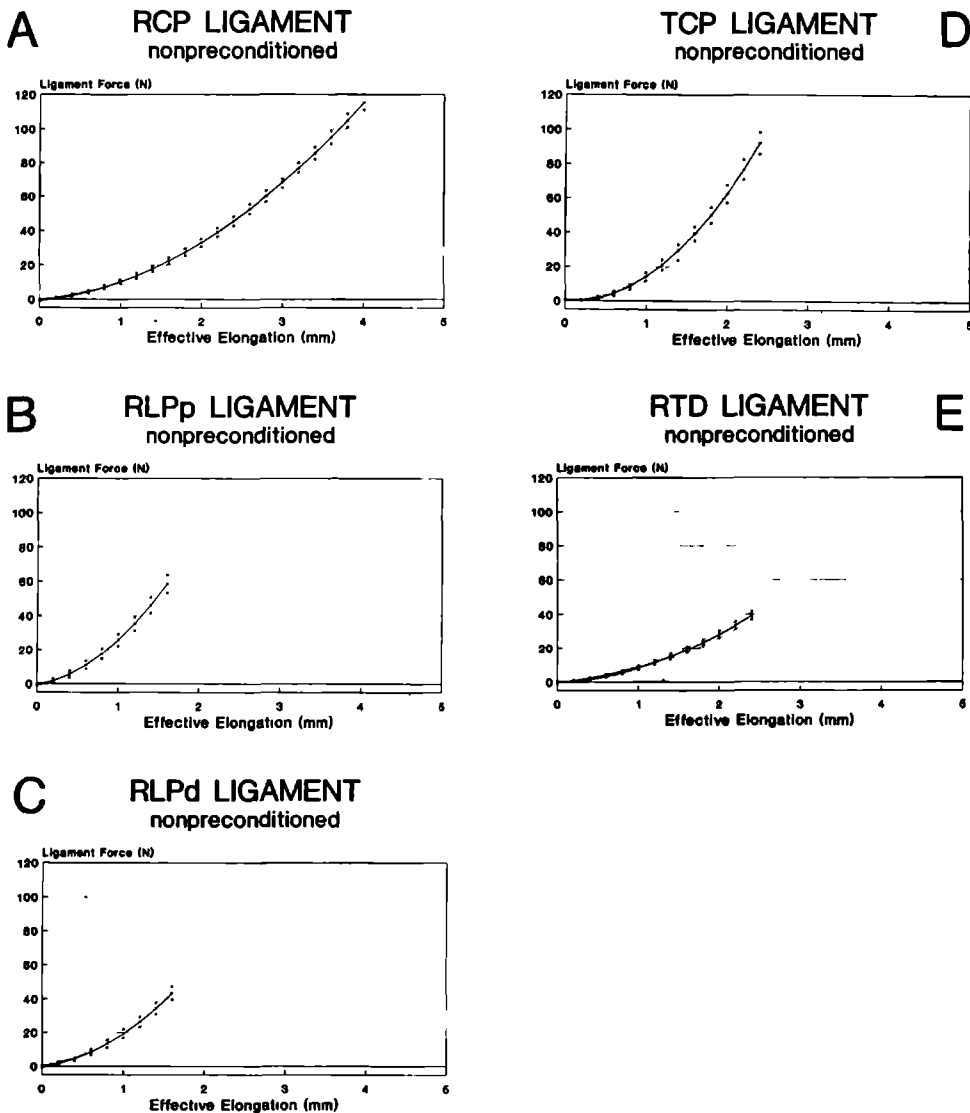 A
RCP LIGAMENT
nonpreconditioned
Ligament Force (N)
120
100
80
60
40
20
0
0 1 2 3 4 5
Effective Elongation (mm)
TCP LIGAMENT
D
nonpreconditioned
Ligament Force (N)
120
100
80
60
40
20
0
0 1 2 3 4 5
Effective Elongation (mm)
B
RLPp LIGAMENT
nonpreconditioned
Ligament Force (N)
120
100
80
60
40
20
0
0 1 2 3 4 5
Effective Elongation (mm)
RTD LIGAMENT
E
nonpreconditioned
Ligament Force (N)
120
100
80
60
40
20
0
0 1 2 3 4 5
Effective Elongation (mm)
C
RLPd LIGAMENT
nonpreconditioned
Ligament Force (N)
120
100
80
60
40
20
0
0 1 2 3 4 5
Effective Elongation (mm)